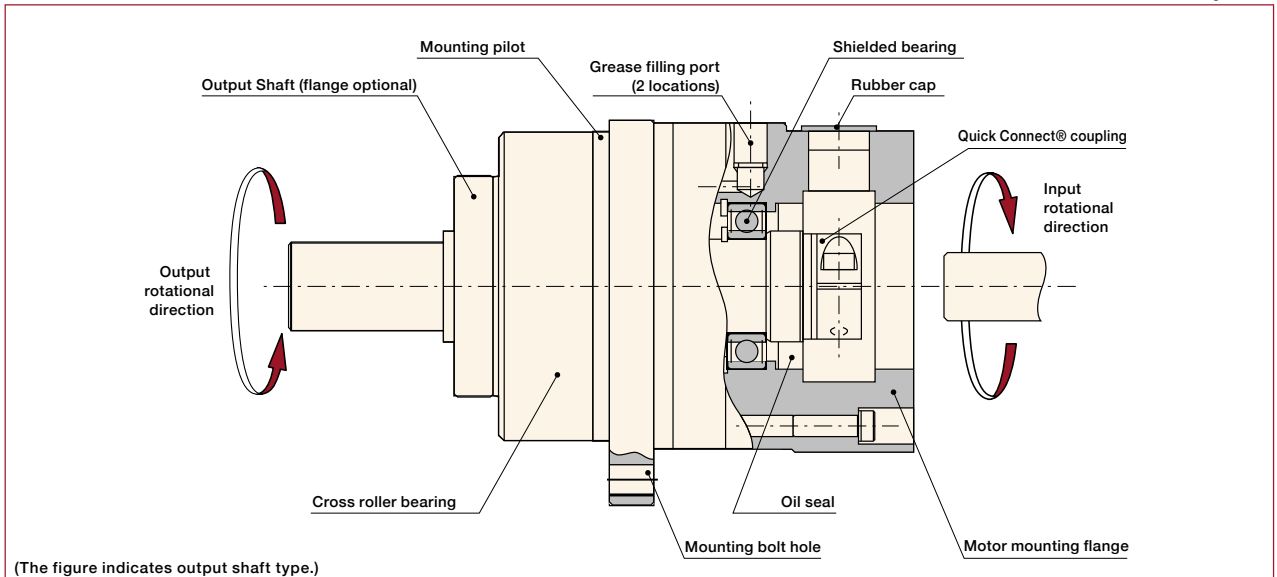 Mounting pilot
Output Shaft (flange optional)
Grease filling port
(2 locations)
Shielded bearing
Rubber cap
Quick Connect® coupling
Input
rotational
direction
Output
rotational
direction
Cross roller bearing
Oil seal
Mounting bolt hole
Motor mounting flange
(The figure indicates output shaft type.)